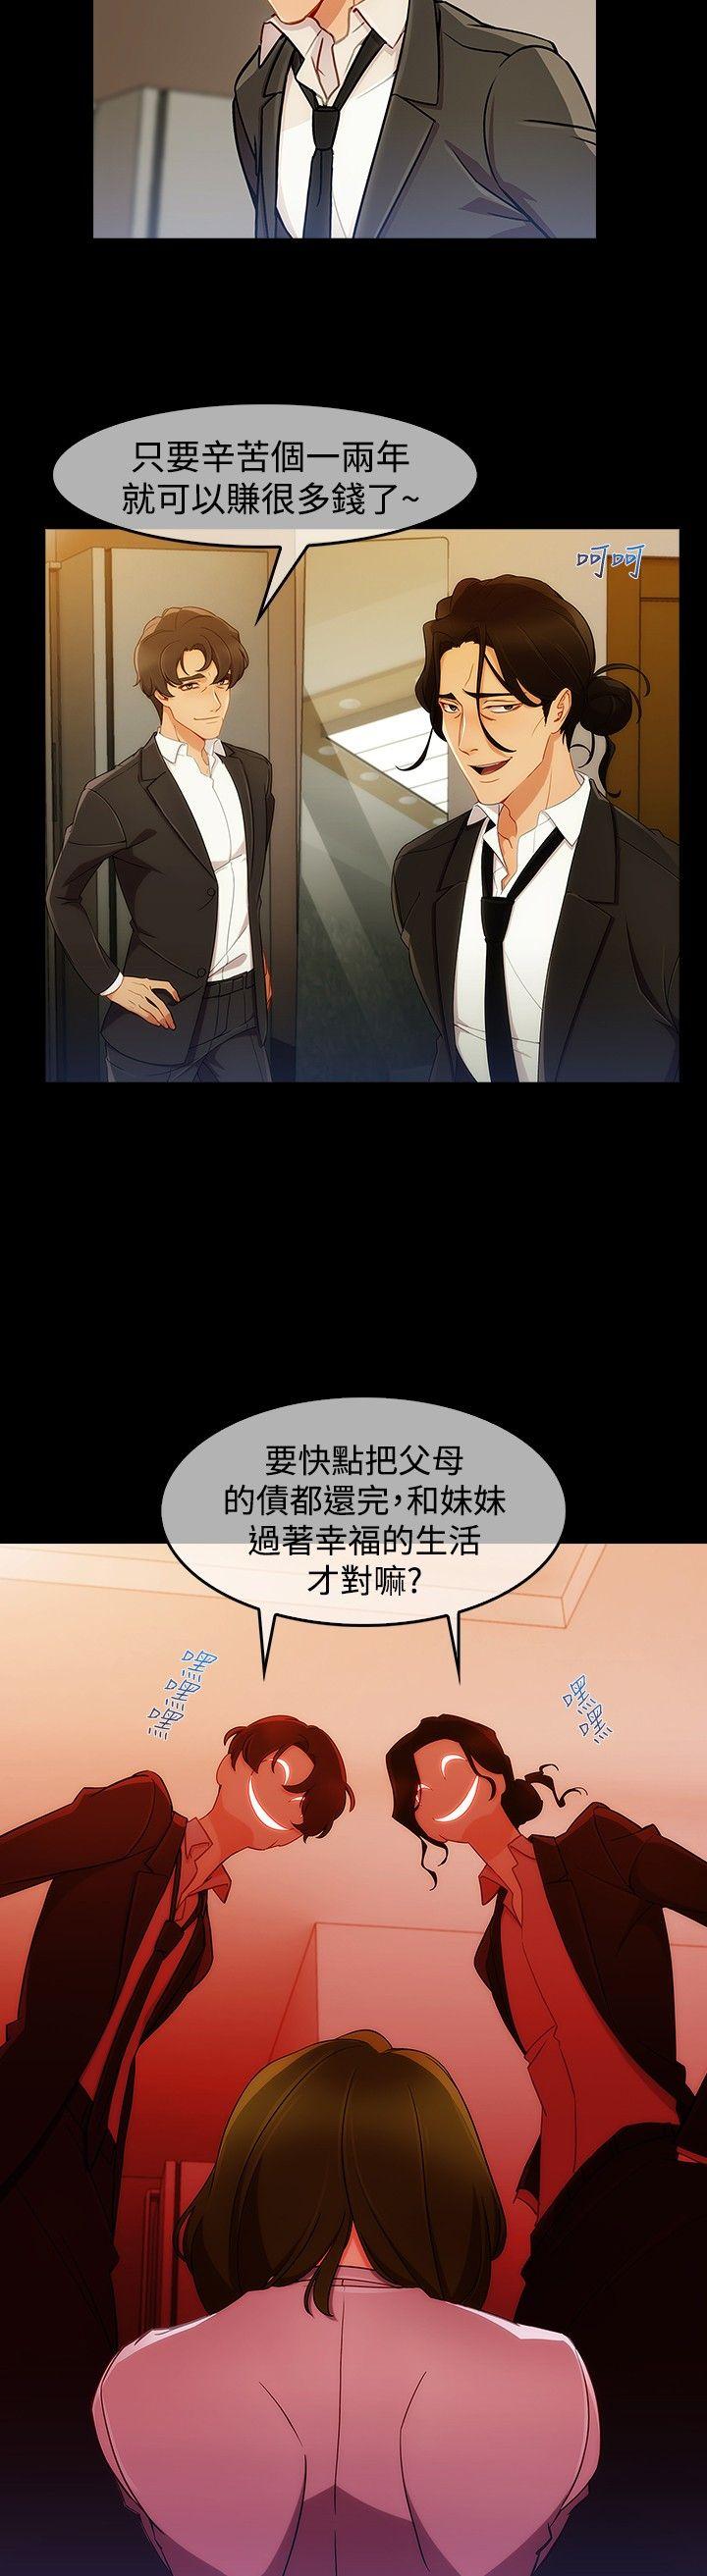 只要辛苦個一兩年
就可以賺很多錢了~
呵呵
要快點把父母
的債都還完,和妹妹
過著幸福的生活
才對嘛?
嘿嘿嘿
嘿嘿